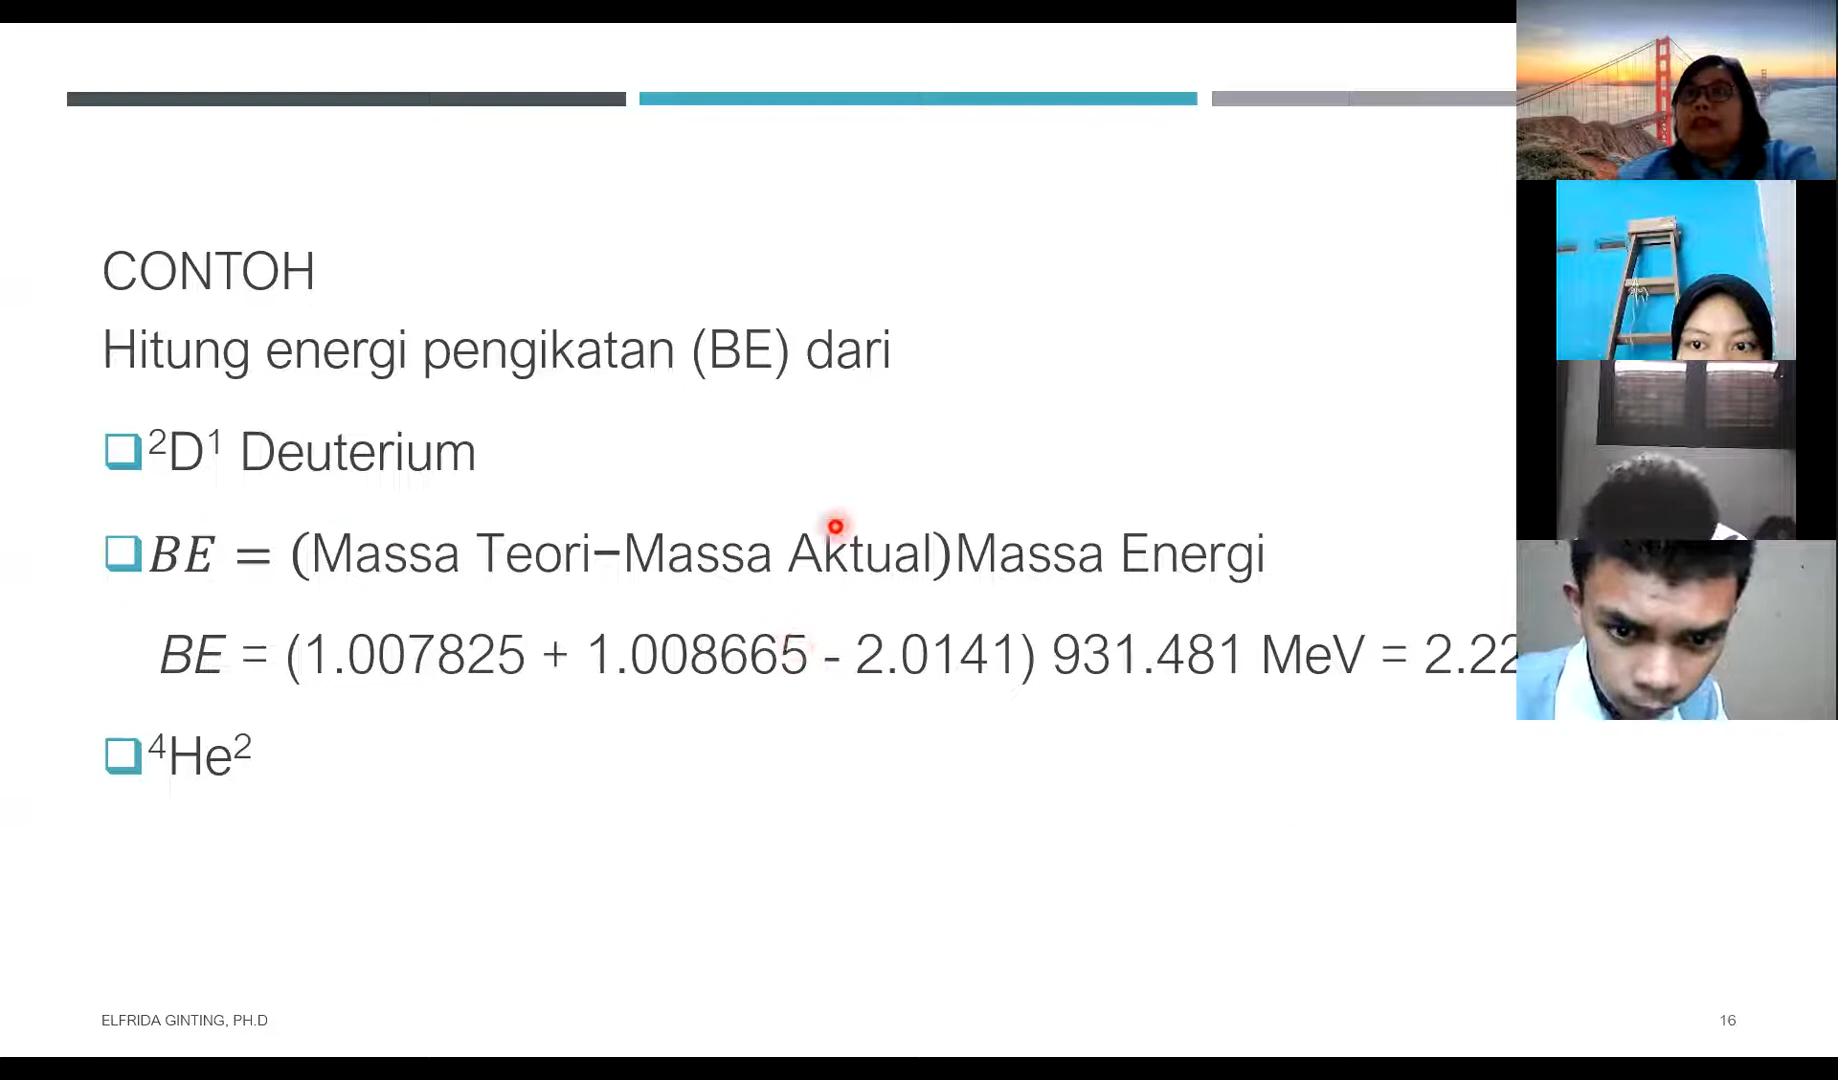 CONTOH
Hitung energi pengikatan (BE) dari
²D¹ Deuterium
BE = (Massa Teori−Massa Aktual)Massa Energi
BE = (1.007825 + 1.008665 - 2.0141) 931.481 MeV = 2.22
⁴He²
ELFRIDA GINTING, PH.D
16